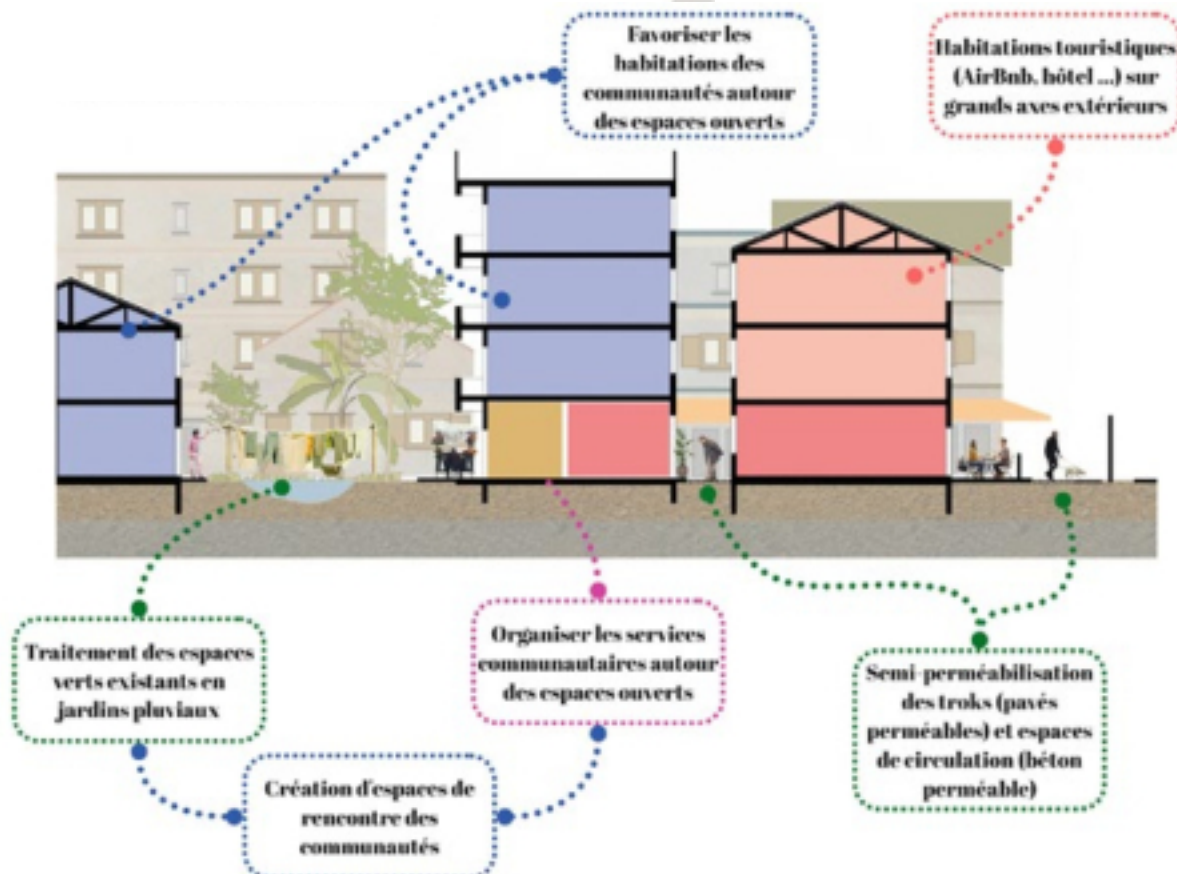 Favoriser les
habitations des
communautés autour
des espaces ouverts
Habitations touristiques
(AirBnb, hôtel ...) sur
grands axes extérieurs
Traitement des espaces
verts existants en
jardins pluviaux
Organiser les services
communautaires autour
des espaces ouverts
Semi-perméabilisation
des troks (pavés
perméables) et espaces
de circulation (béton
perméable)
Création d'espaces de
rencontre des
communautés